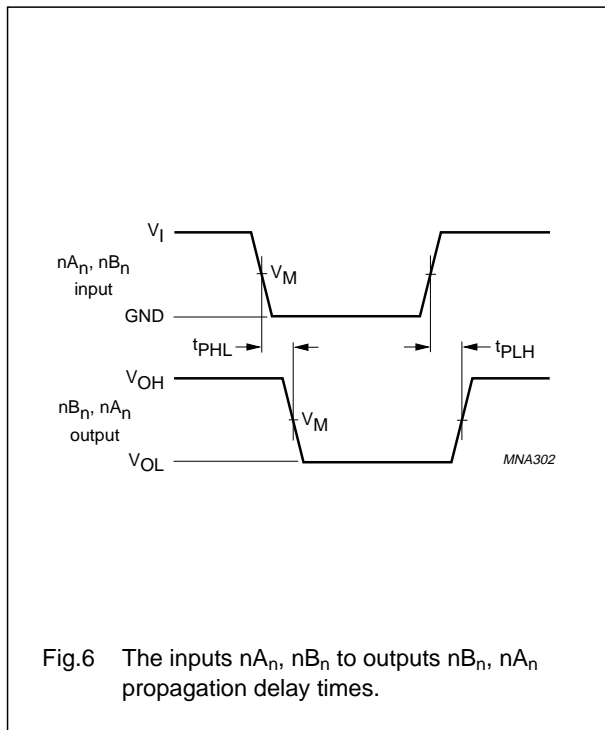 V_I
nA_n, nB_n
input
V_M
GND
t_PHL
t_PLH
V_OH
nB_n, nA_n
output
V_M
V_OL
MNA302
Fig.6 The inputs nA_n, nB_n to outputs nB_n, nA_n
propagation delay times.